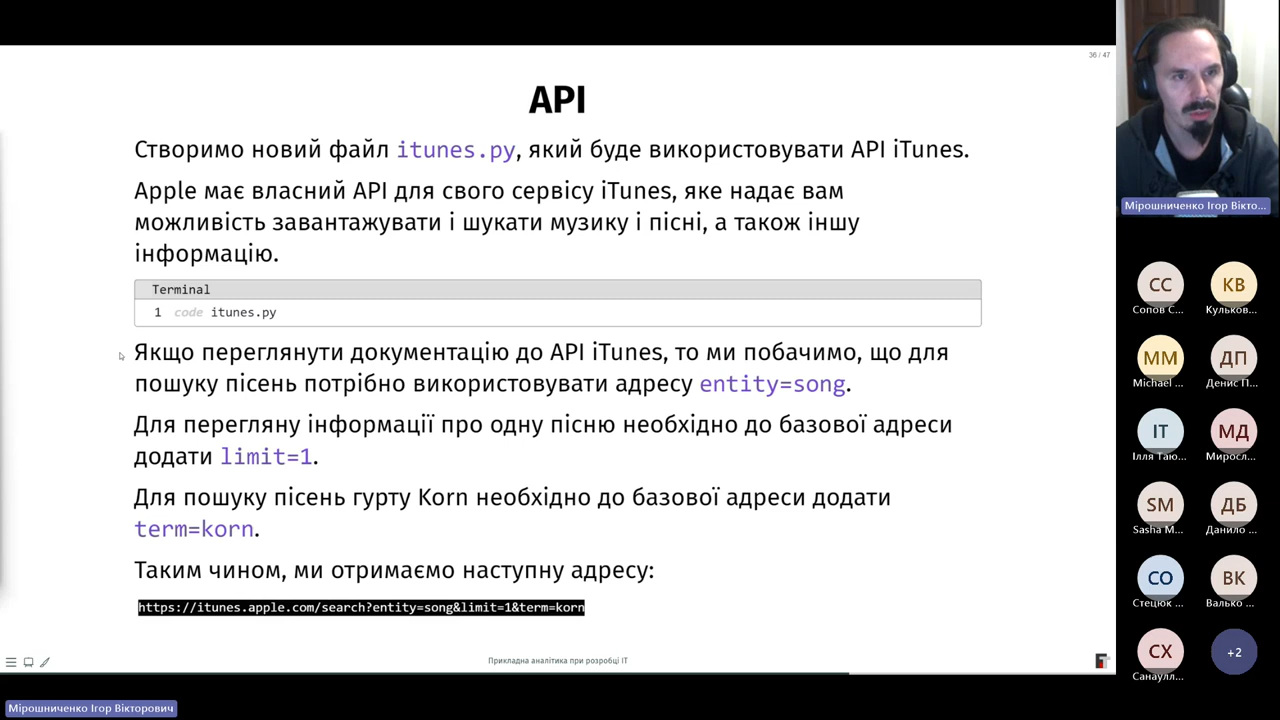 36 / 47
API
Створимо новий файл itunes.py, який буде використовувати API iTunes.
Apple має власний API для свого сервісу iTunes, яке надає вам
можливість завантажувати і шукати музику і пісні, а також іншу
інформацію.
Terminal
1 code itunes.py
Якщо переглянути документацію до API iTunes, то ми побачимо, що для
пошуку пісень потрібно використовувати адресу entity=song.
Для перегляну інформації про одну пісню необхідно до базової адреси
додати limit=1.
Для пошуку пісень гурту Korn необхідно до базової адреси додати
term=korn.
Таким чином, ми отримаємо наступну адресу:
https://itunes.apple.com/search?entity=song&limit=1&term=korn
Прикладна аналітика при розробці IT
Мірошниченко Ігор Вікторович
Мірошниченко Ігор Вікто...
СС КВ
Сопов С... Кульков...
MM ДП
Michael ... Денис П...
ІТ МД
Ілля Таю... Миросл...
SM ДБ
Sasha M... Данило ...
СО ВК
Стецюк ... Валько ...
СХ +2
Санаулл...